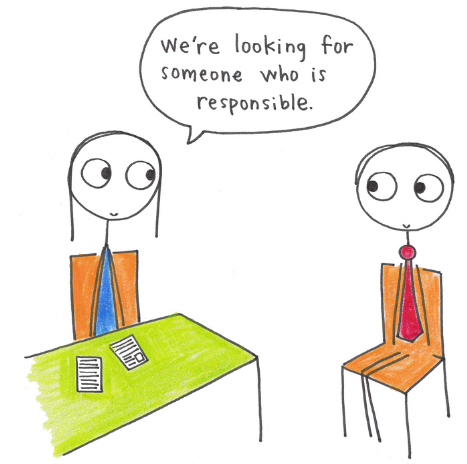 We're looking for
someone who is
responsible.